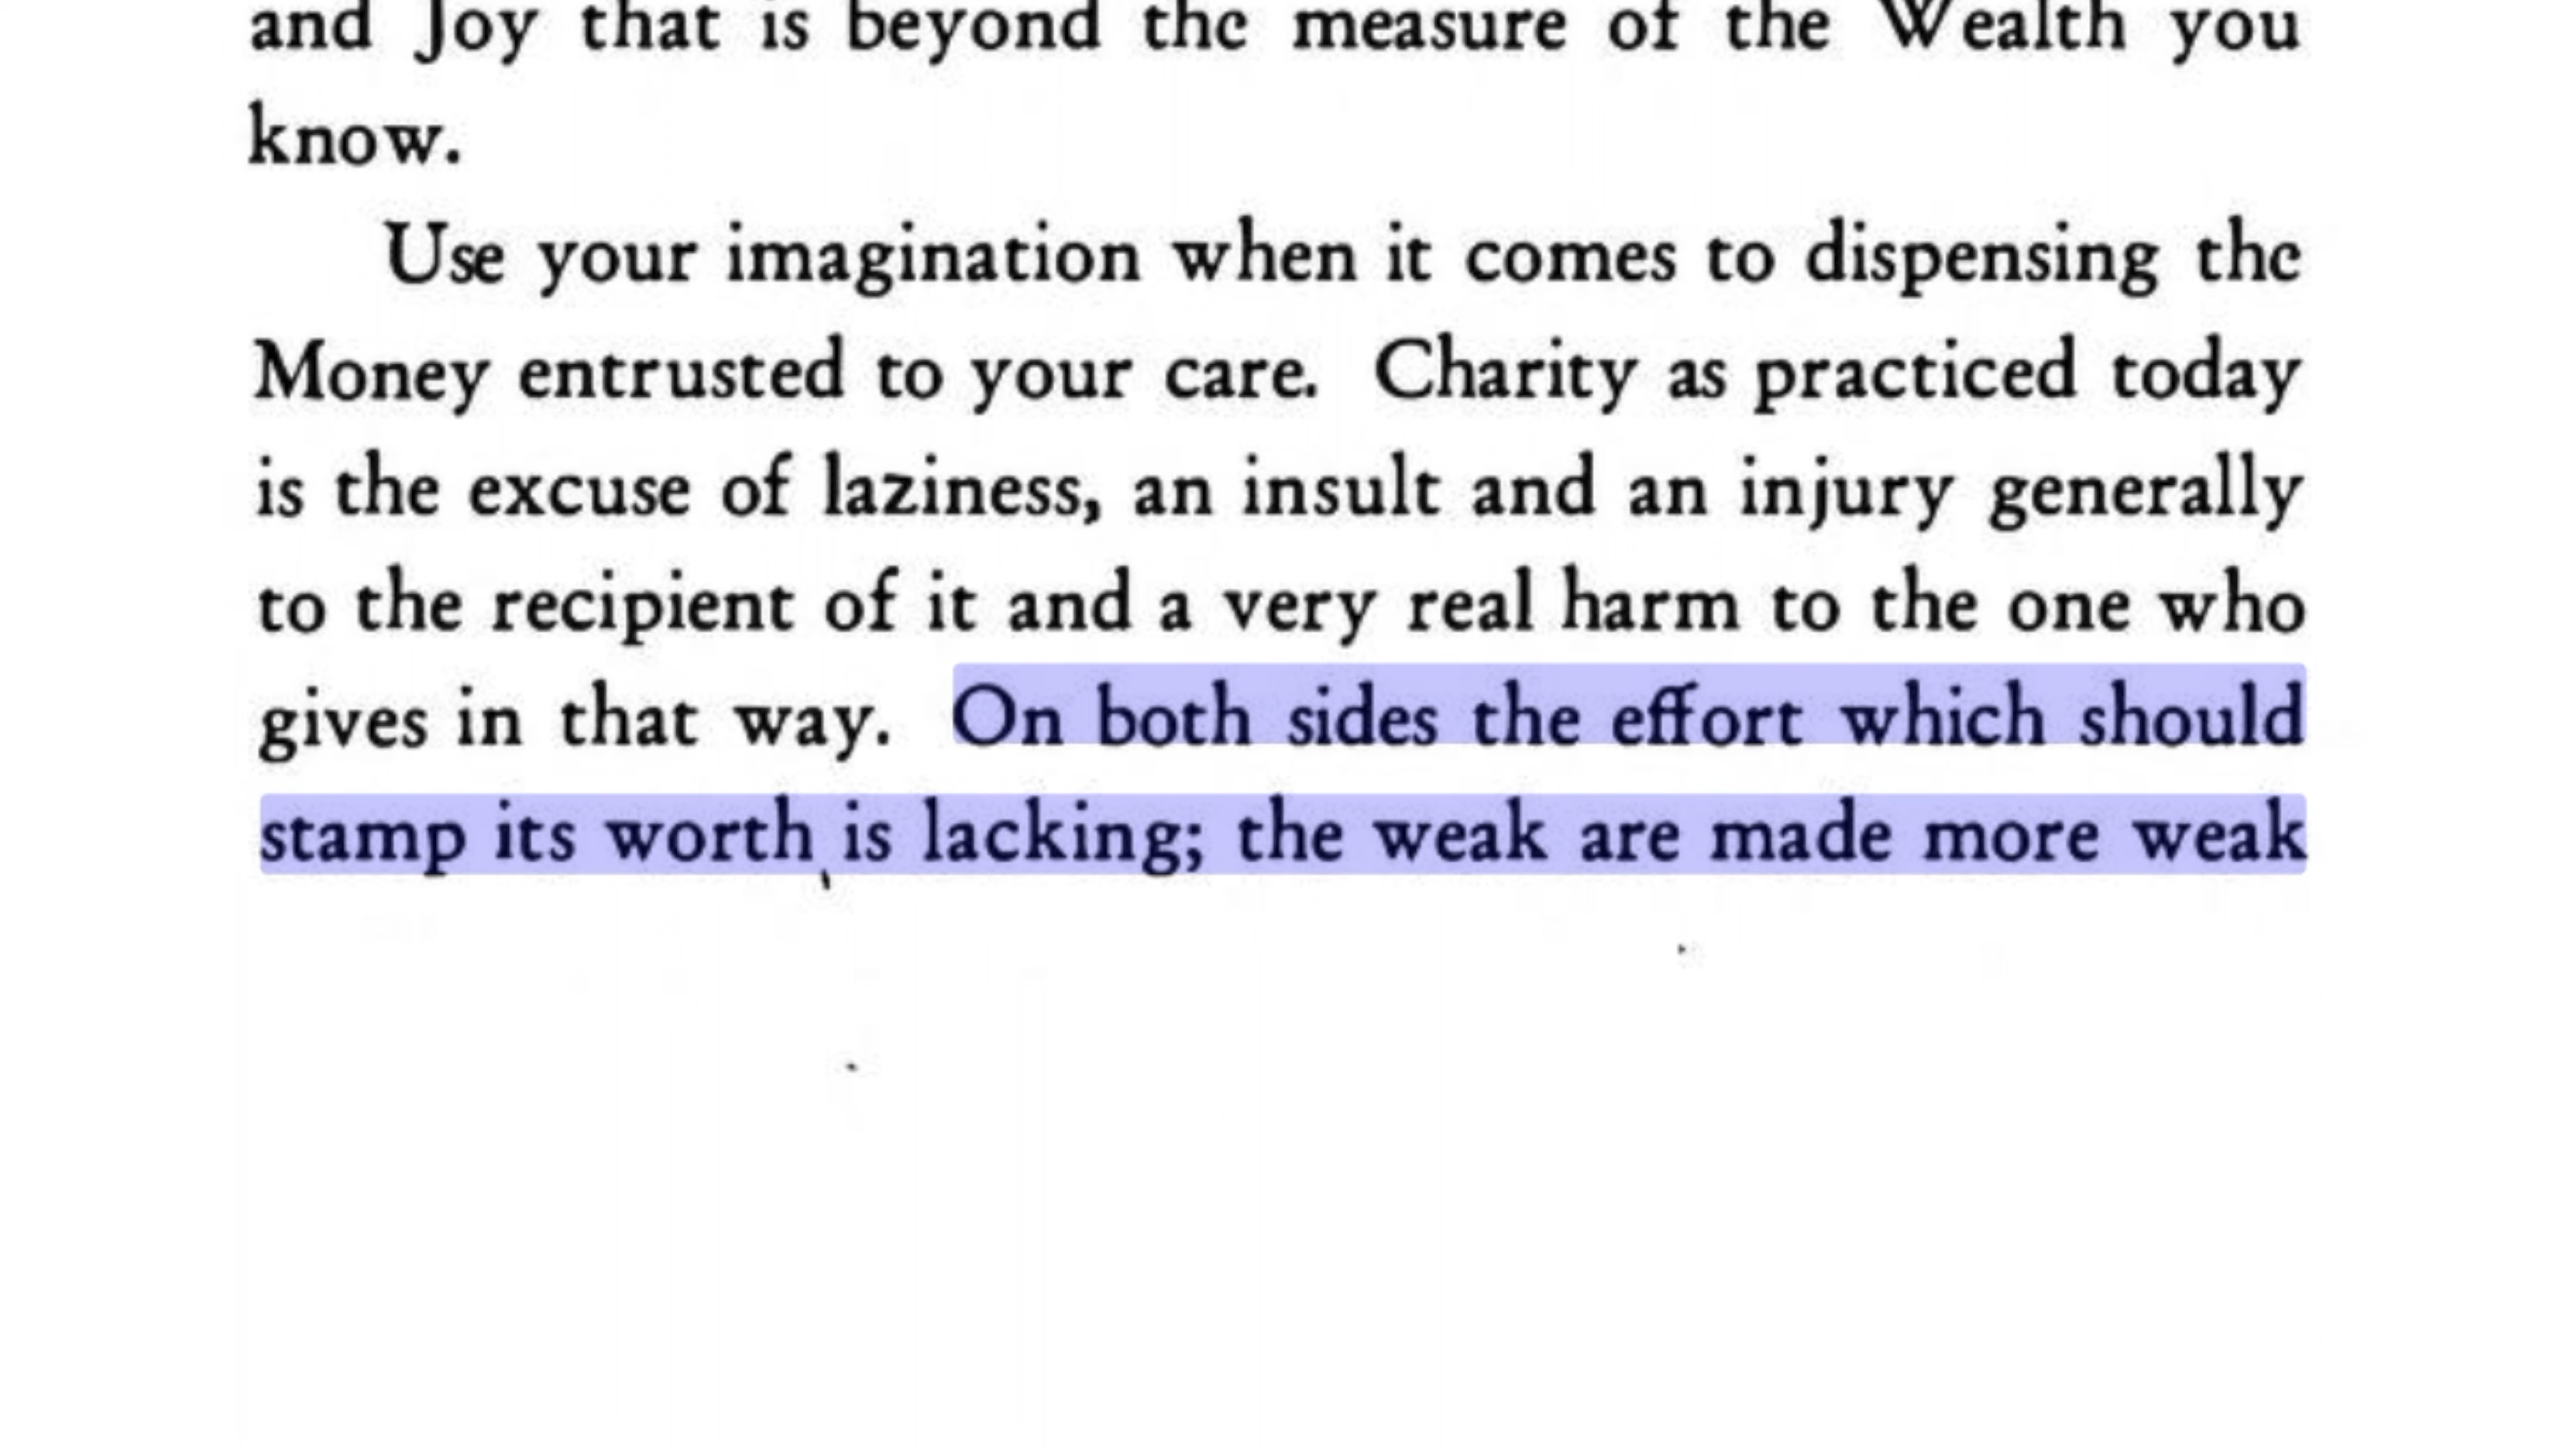 and Joy that is beyond the measure of the Wealth you
know.
Use your imagination when it comes to dispensing the
Money entrusted to your care. Charity as practiced today
is the excuse of laziness, an insult and an injury generally
to the recipient of it and a very real harm to the one who
gives in that way. On both sides the effort which should
stamp its worth is lacking; the weak are made more weak